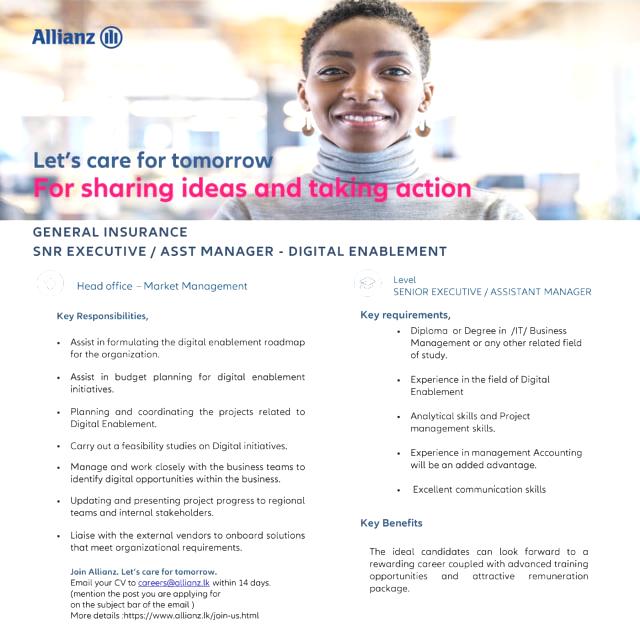 Allianz
Let's care for tomorrow
For sharing ideas and taking action
GENERAL INSURANCE
SNR EXECUTIVE / ASST MANAGER - DIGITAL ENABLEMENT
Head office – Market Management
Key Responsibilities,
• Assist in formulating the digital enablement roadmap
for the organization.
• Assist in budget planning for digital enablement
initiatives.
• Planning and coordinating the projects related to
Digital Enablement.
• Carry out a feasibility studies on Digital initiatives.
• Manage and work closely with the business teams to
identify digital opportunities within the business.
• Updating and presenting project progress to regional
teams and internal stakeholders.
• Liaise with the external vendors to onboard solutions
that meet organizational requirements.
Join Allianz. Let's care for tomorrow.
Email your CV to careers@allianz.lk within 14 days.
(mention the post you are applying for
on the subject bar of the email )
More details :https://www.allianz.lk/join-us.html
Level
SENIOR EXECUTIVE / ASSISTANT MANAGER
Key requirements,
• Diploma or Degree in /IT/ Business
Management or any other related field
of study.
• Experience in the field of Digital
Enablement
• Analytical skills and Project
management skills.
• Experience in management Accounting
will be an added advantage.
• Excellent communication skills
Key Benefits
The ideal candidates can look forward to a
rewarding career coupled with advanced training
opportunities and attractive remuneration
package.